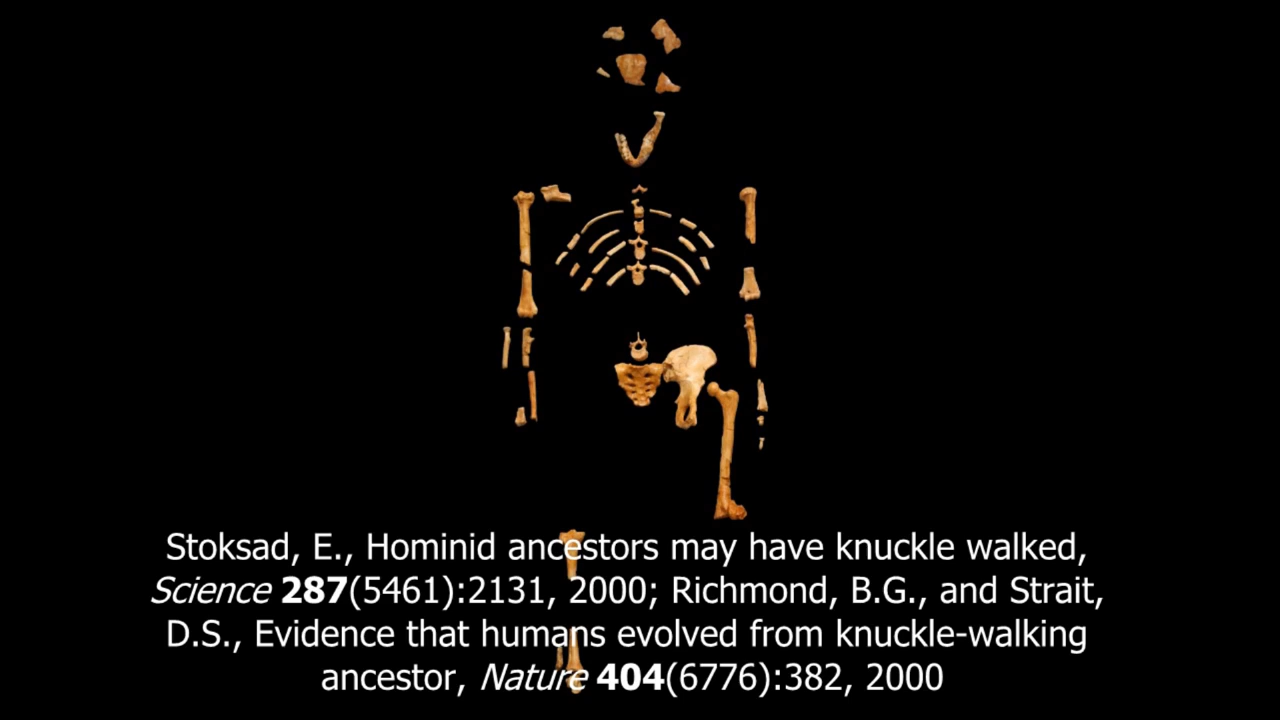 Stoksad, E., Hominid ancestors may have knuckle walked,
Science 287(5461):2131, 2000; Richmond, B.G., and Strait,
D.S., Evidence that humans evolved from knuckle-walking
ancestor, Nature 404(6776):382, 2000